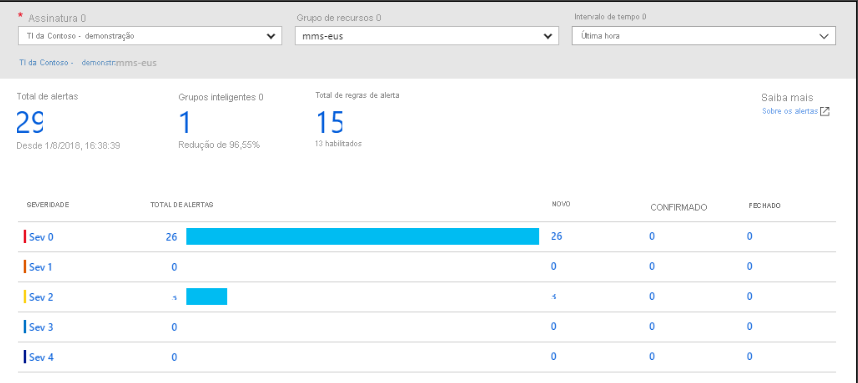 * Assinatura 0
Grupo de recursos 0
Intervalo de tempo 0
TI da Contoso - demonstração
mms-eus
Última hora
TI da Contoso - demonstr:mms-eus
Total de alertas
Grupos inteligentes 0
Total de regras de alerta
Saiba mais
29
1
15
Sobre os alertas
Desde 1/8/2018, 16:38:39
Redução de 96,55%
13 habilitados
SEVERIDADE TOTAL DE ALERTAS NOVO CONFIRMADO FECHADO
Sev 0 26 26 0 0
Sev 1 0 0 0 0
Sev 2 0 0
Sev 3 0 0 0 0
Sev 4 0 0 0 0